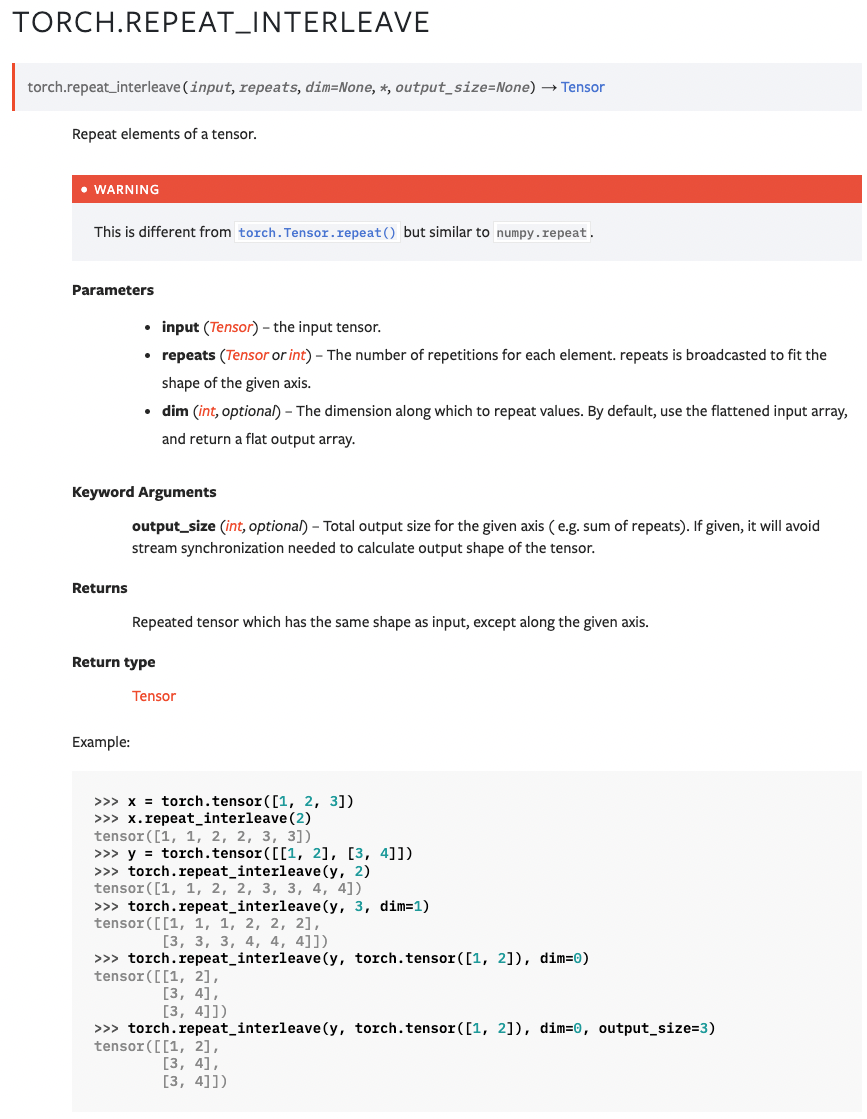 TORCH.REPEAT_INTERLEAVE
torch.repeat_interleave(input, repeats, dim=None, *, output_size=None) → Tensor
Repeat elements of a tensor.
• WARNING
This is different from torch.Tensor.repeat() but similar to numpy.repeat.
Parameters
• input (Tensor) – the input tensor.
• repeats (Tensor or int) – The number of repetitions for each element. repeats is broadcasted to fit the
shape of the given axis.
• dim (int, optional) – The dimension along which to repeat values. By default, use the flattened input array,
and return a flat output array.
Keyword Arguments
output_size (int, optional) – Total output size for the given axis ( e.g. sum of repeats). If given, it will avoid
stream synchronization needed to calculate output shape of the tensor.
Returns
Repeated tensor which has the same shape as input, except along the given axis.
Return type
Tensor
Example:
>>> x = torch.tensor([1, 2, 3])
>>> x.repeat_interleave(2)
tensor([1, 1, 2, 2, 3, 3])
>>> y = torch.tensor([[1, 2], [3, 4]])
>>> torch.repeat_interleave(y, 2)
tensor([1, 1, 2, 2, 3, 3, 4, 4])
>>> torch.repeat_interleave(y, 3, dim=1)
tensor([[1, 1, 1, 2, 2, 2],
        [3, 3, 3, 4, 4, 4]])
>>> torch.repeat_interleave(y, torch.tensor([1, 2]), dim=0)
tensor([[1, 2],
        [3, 4],
        [3, 4]])
>>> torch.repeat_interleave(y, torch.tensor([1, 2]), dim=0, output_size=3)
tensor([[1, 2],
        [3, 4],
        [3, 4]])